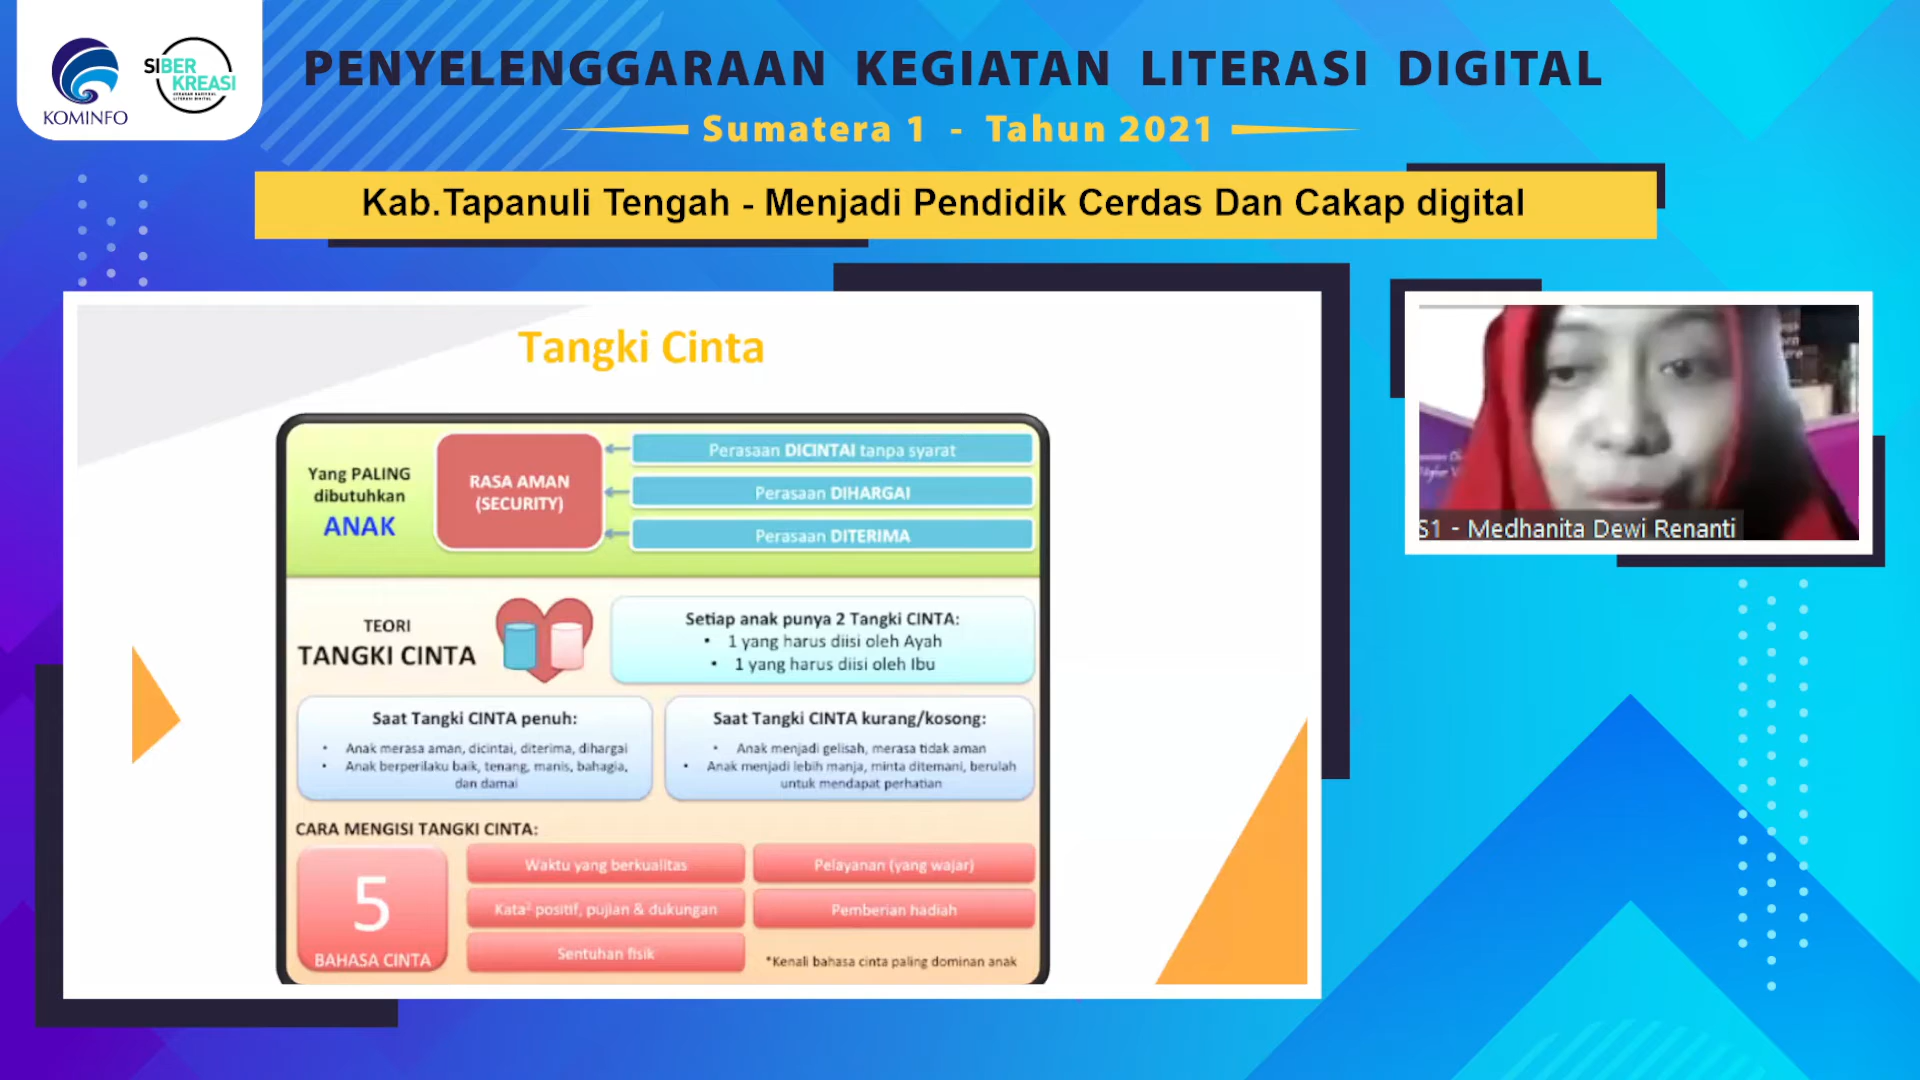 KOMINFO
SIBER
KREASI
GERAKAN NASIONAL
LITERASI DIGITAL
PENYELENGGARAAN KEGIATAN LITERASI DIGITAL
Sumatera 1 - Tahun 2021
Kab.Tapanuli Tengah - Menjadi Pendidik Cerdas Dan Cakap digital
Tangki Cinta
Yang PALING
dibutuhkan
ANAK
RASA AMAN
(SECURITY)
Perasaan DICINTAI tanpa syarat
Perasaan DIHARGAI
Perasaan DITERIMA
TEORI
TANGKI CINTA
Setiap anak punya 2 Tangki CINTA:
• 1 yang harus diisi oleh Ayah
• 1 yang harus diisi oleh Ibu
Saat Tangki CINTA penuh:
• Anak merasa aman, dicintai, diterima, dihargai
• Anak berperilaku baik, tenang, manis, bahagia,
dan damai
Saat Tangki CINTA kurang/kosong:
• Anak menjadi gelisah, merasa tidak aman
• Anak menjadi lebih manja, minta ditemani, berulah
untuk mendapat perhatian
CARA MENGISI TANGKI CINTA:
5
BAHASA CINTA
Waktu yang berkualitas
Pelayanan (yang wajar)
Kata² positif, pujian & dukungan
Pemberian hadiah
Sentuhan fisik
*Kenali bahasa cinta paling dominan anak
S1 - Medhanita Dewi Renanti